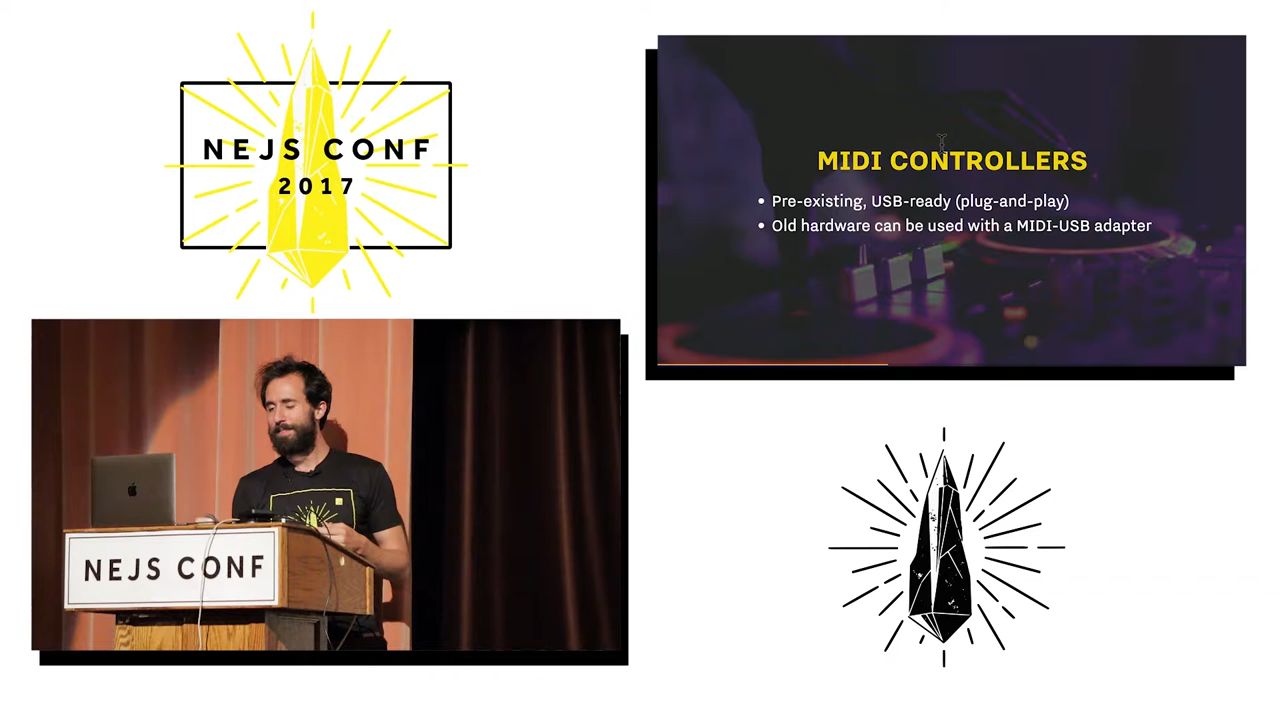 NEJS CONF
2017
MIDI CONTROLLERS
• Pre-existing, USB-ready (plug-and-play)
• Old hardware can be used with a MIDI-USB adapter
NEJS CONF